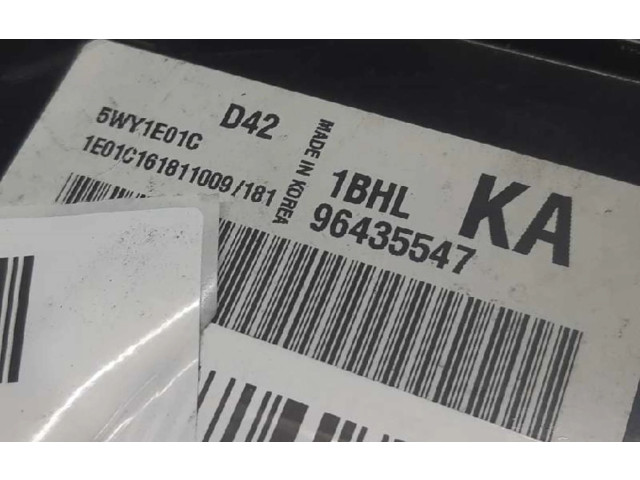 5WY1E01C D42
1E01C161811009/181
MADE IN KOREA
1BHL KA
96435547